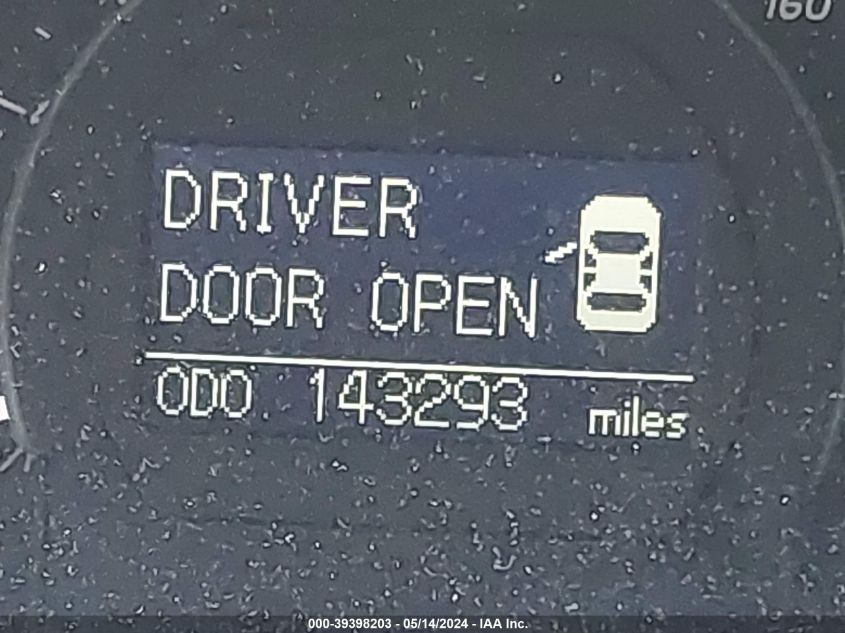 160
DRIVER
DOOR OPEN
ODO 143293 miles
000-39398203 - 05/14/2024 - IAA Inc.